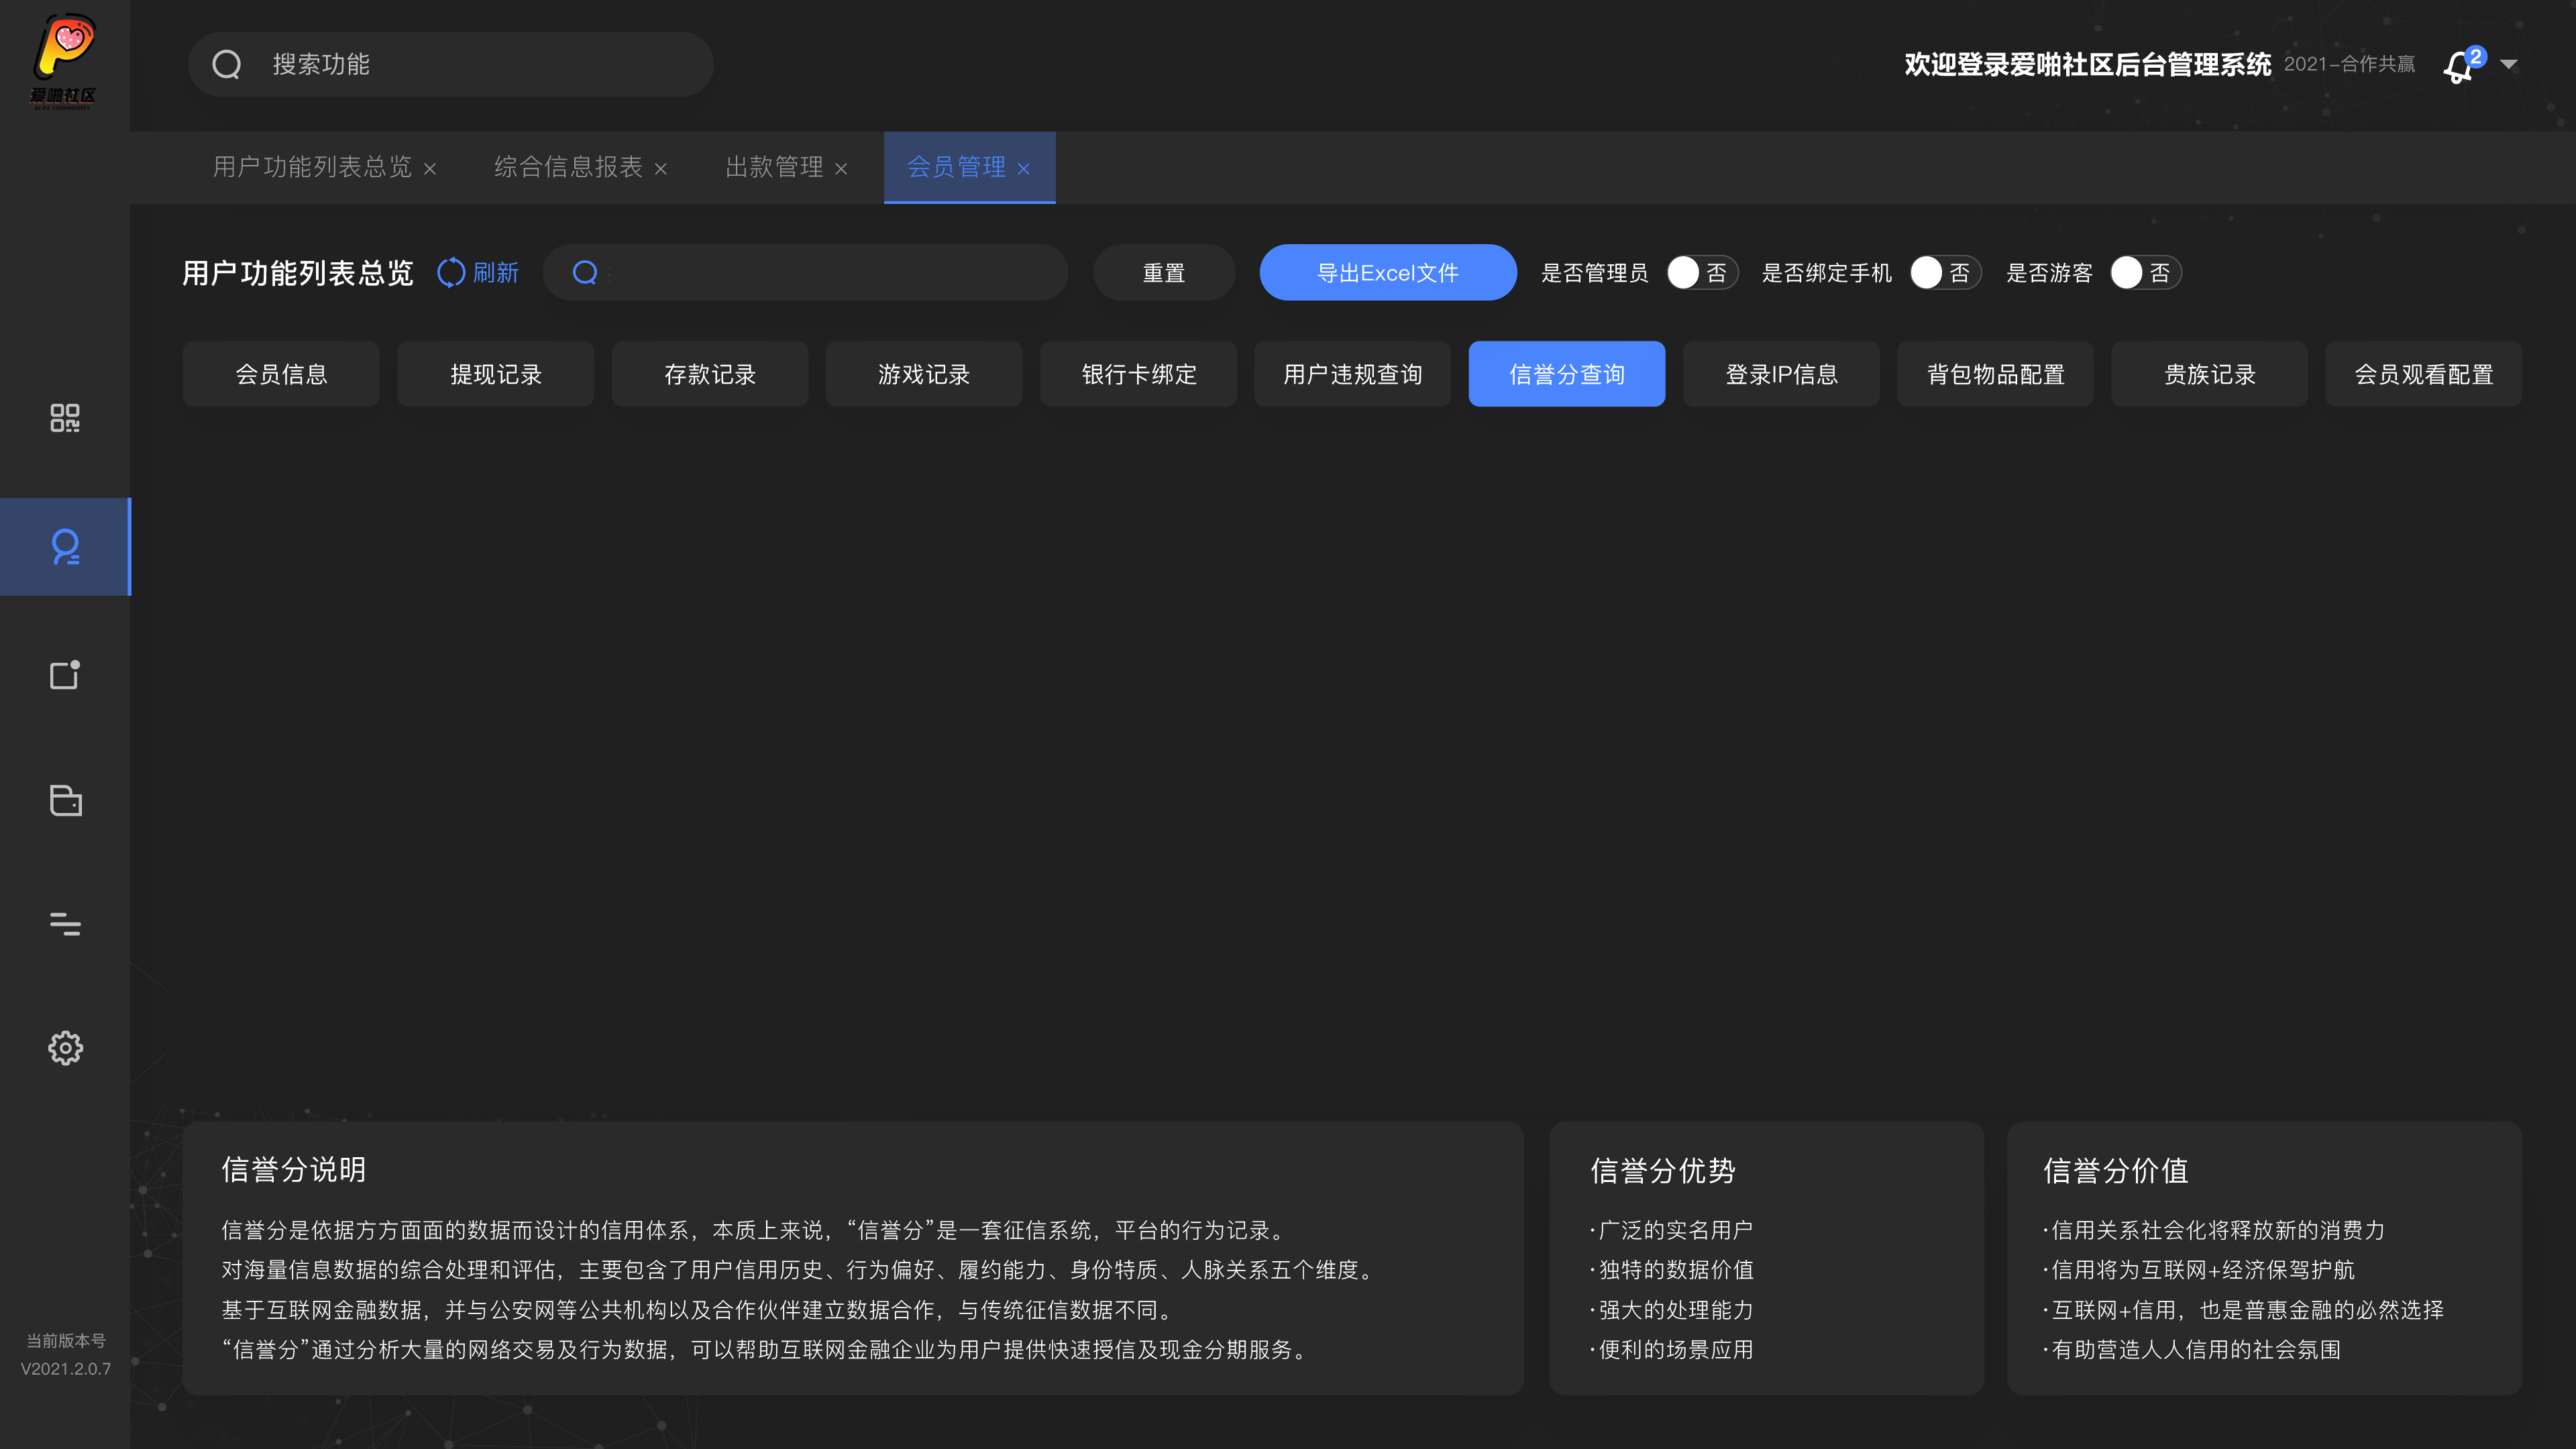 爱啪社区
搜索功能
欢迎登录爱啪社区后台管理系统 2021-合作共赢 2
用户功能列表总览 × 综合信息报表 × 出款管理 × 会员管理 ×
用户功能列表总览 刷新 重置 导出Excel文件 是否管理员 否 是否绑定手机 否 是否游客 否
会员信息 提现记录 存款记录 游戏记录 银行卡绑定 用户违规查询 信誉分查询 登录IP信息 背包物品配置 贵族记录 会员观看配置
信誉分说明
信誉分是依据方方面面的数据而设计的信用体系，本质上来说，“信誉分”是一套征信系统，平台的行为记录。
对海量信息数据的综合处理和评估，主要包含了用户信用历史、行为偏好、履约能力、身份特质、人脉关系五个维度。
基于互联网金融数据，并与公安网等公共机构以及合作伙伴建立数据合作，与传统征信数据不同。
“信誉分”通过分析大量的网络交易及行为数据，可以帮助互联网金融企业为用户提供快速授信及现金分期服务。
信誉分优势
·广泛的实名用户
·独特的数据价值
·强大的处理能力
·便利的场景应用
信誉分价值
·信用关系社会化将释放新的消费力
·信用将为互联网+经济保驾护航
·互联网+信用，也是普惠金融的必然选择
·有助营造人人信用的社会氛围
当前版本号
V2021.2.0.7